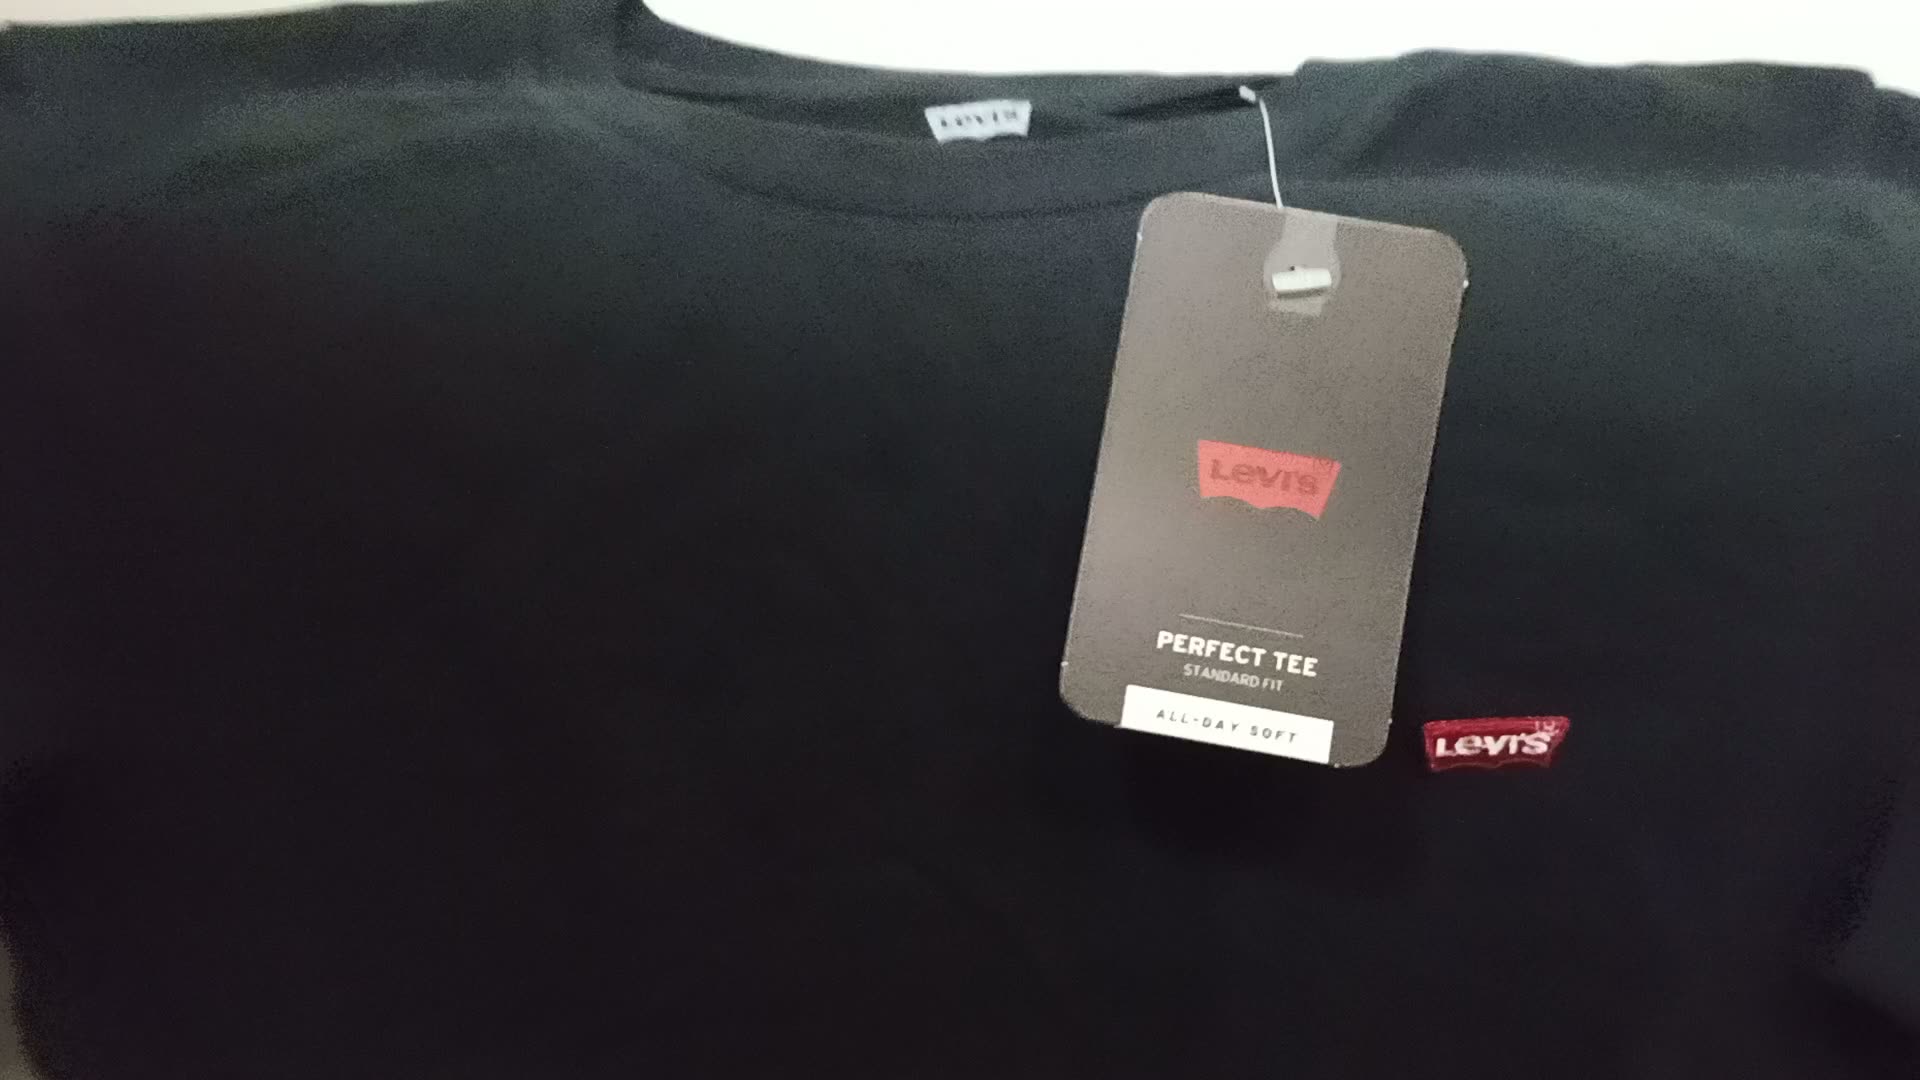 Levi's
Levi's
PERFECT TEE
STANDARD FIT
ALL-DAY SOFT
Levi's